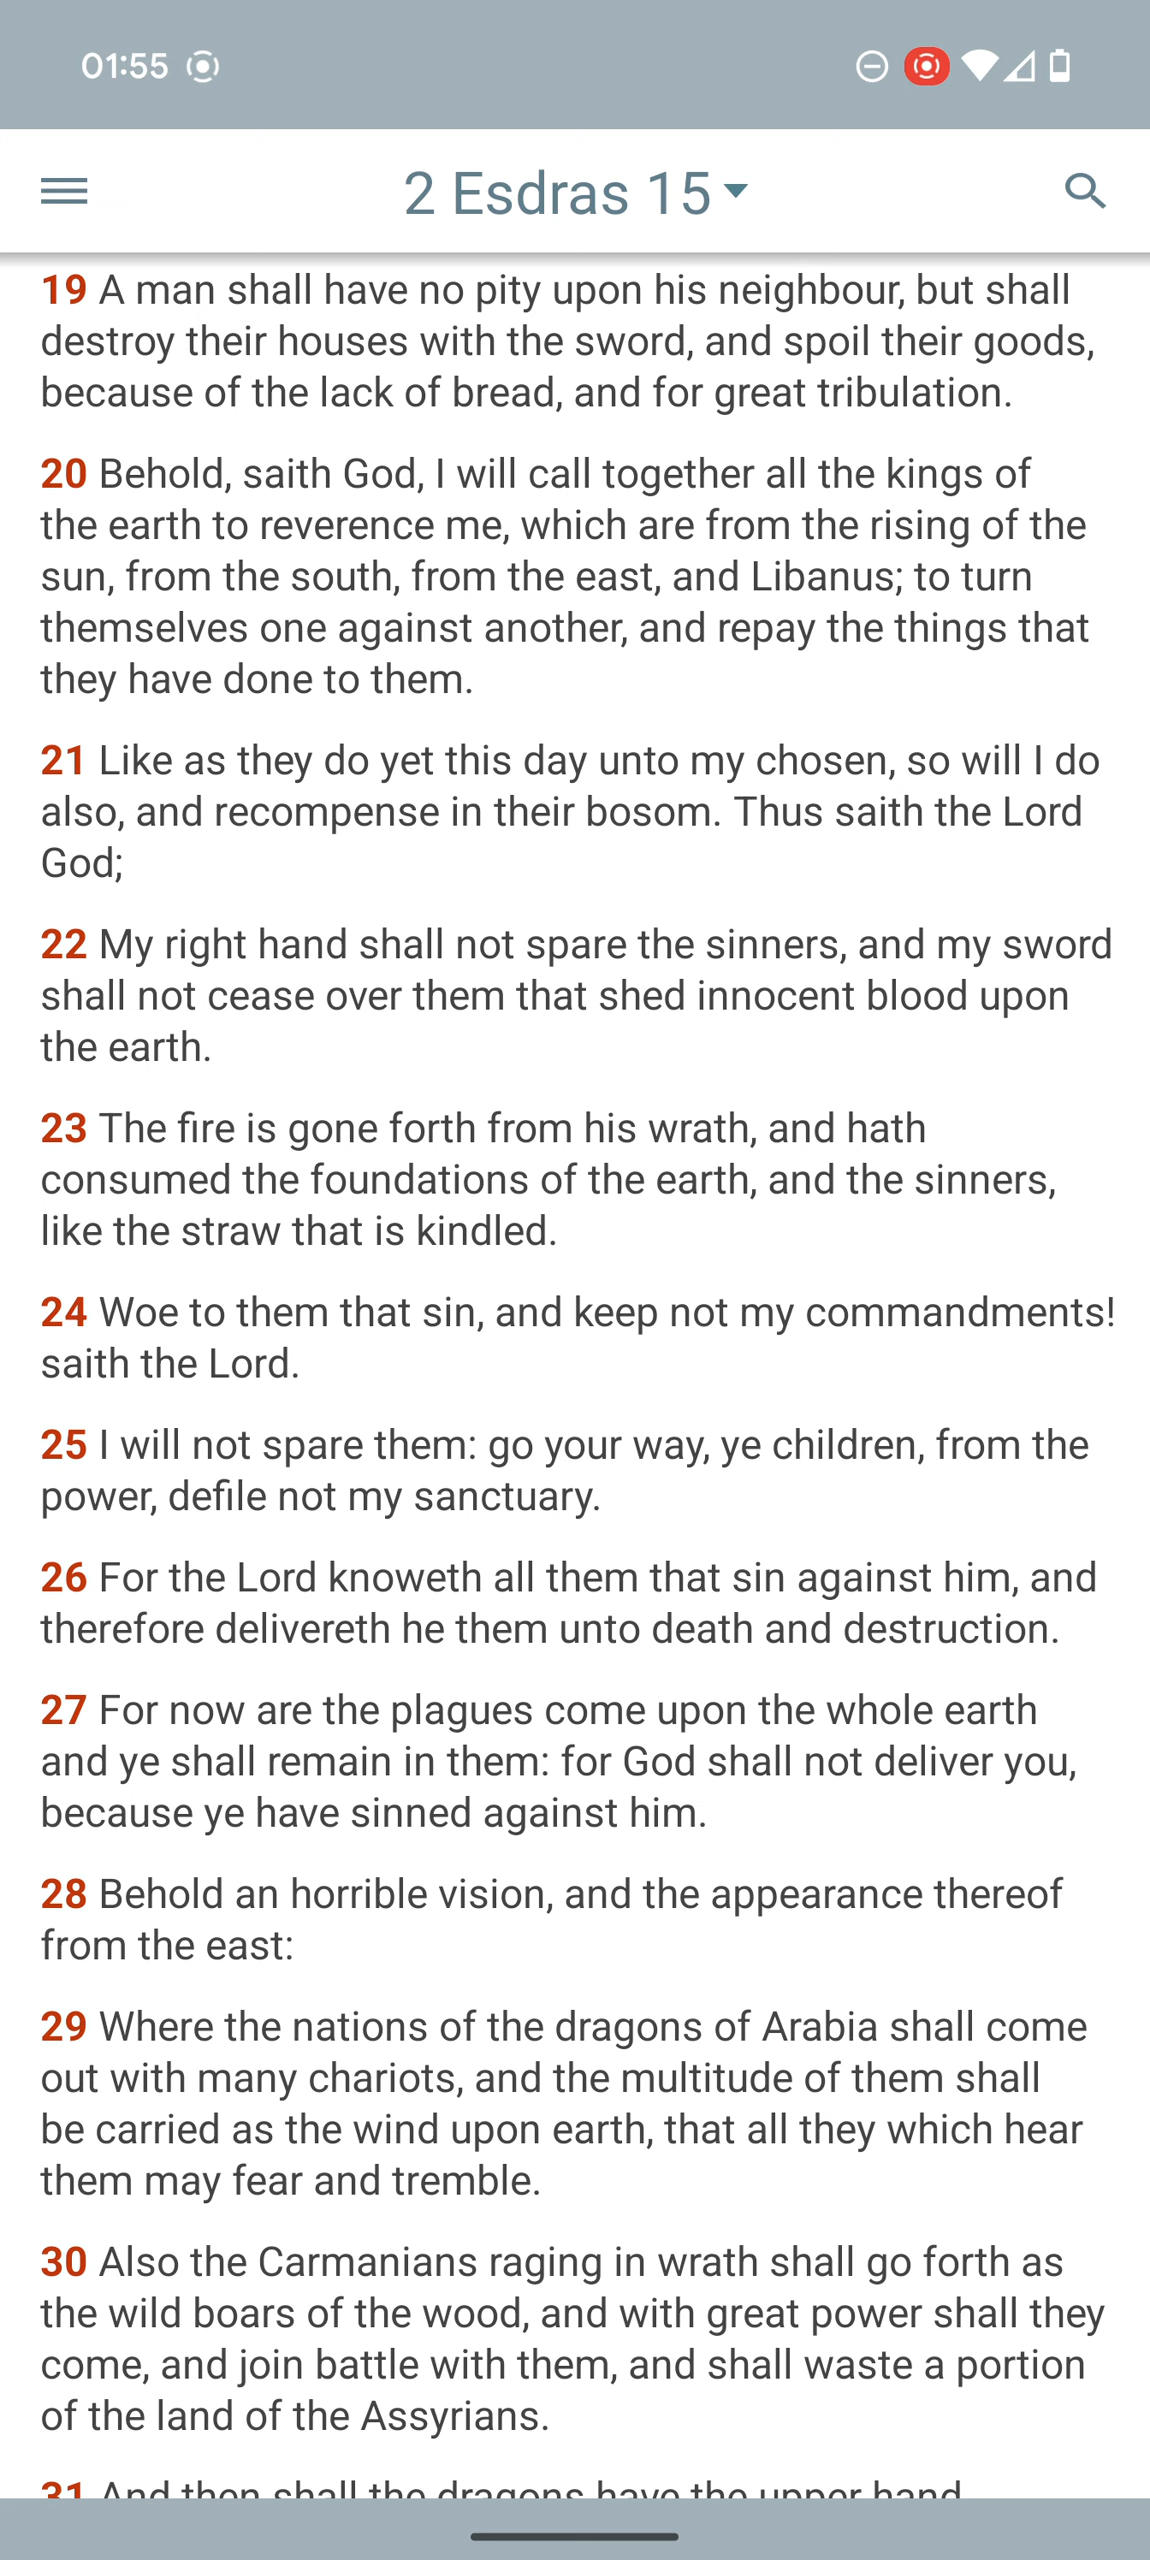 01:55
2 Esdras 15
19 A man shall have no pity upon his neighbour, but shall
destroy their houses with the sword, and spoil their goods,
because of the lack of bread, and for great tribulation.
20 Behold, saith God, I will call together all the kings of
the earth to reverence me, which are from the rising of the
sun, from the south, from the east, and Libanus; to turn
themselves one against another, and repay the things that
they have done to them.
21 Like as they do yet this day unto my chosen, so will I do
also, and recompense in their bosom. Thus saith the Lord
God;
22 My right hand shall not spare the sinners, and my sword
shall not cease over them that shed innocent blood upon
the earth.
23 The fire is gone forth from his wrath, and hath
consumed the foundations of the earth, and the sinners,
like the straw that is kindled.
24 Woe to them that sin, and keep not my commandments!
saith the Lord.
25 I will not spare them: go your way, ye children, from the
power, defile not my sanctuary.
26 For the Lord knoweth all them that sin against him, and
therefore delivereth he them unto death and destruction.
27 For now are the plagues come upon the whole earth
and ye shall remain in them: for God shall not deliver you,
because ye have sinned against him.
28 Behold an horrible vision, and the appearance thereof
from the east:
29 Where the nations of the dragons of Arabia shall come
out with many chariots, and the multitude of them shall
be carried as the wind upon earth, that all they which hear
them may fear and tremble.
30 Also the Carmanians raging in wrath shall go forth as
the wild boars of the wood, and with great power shall they
come, and join battle with them, and shall waste a portion
of the land of the Assyrians.
31 And then shall the dragons have the upper hand